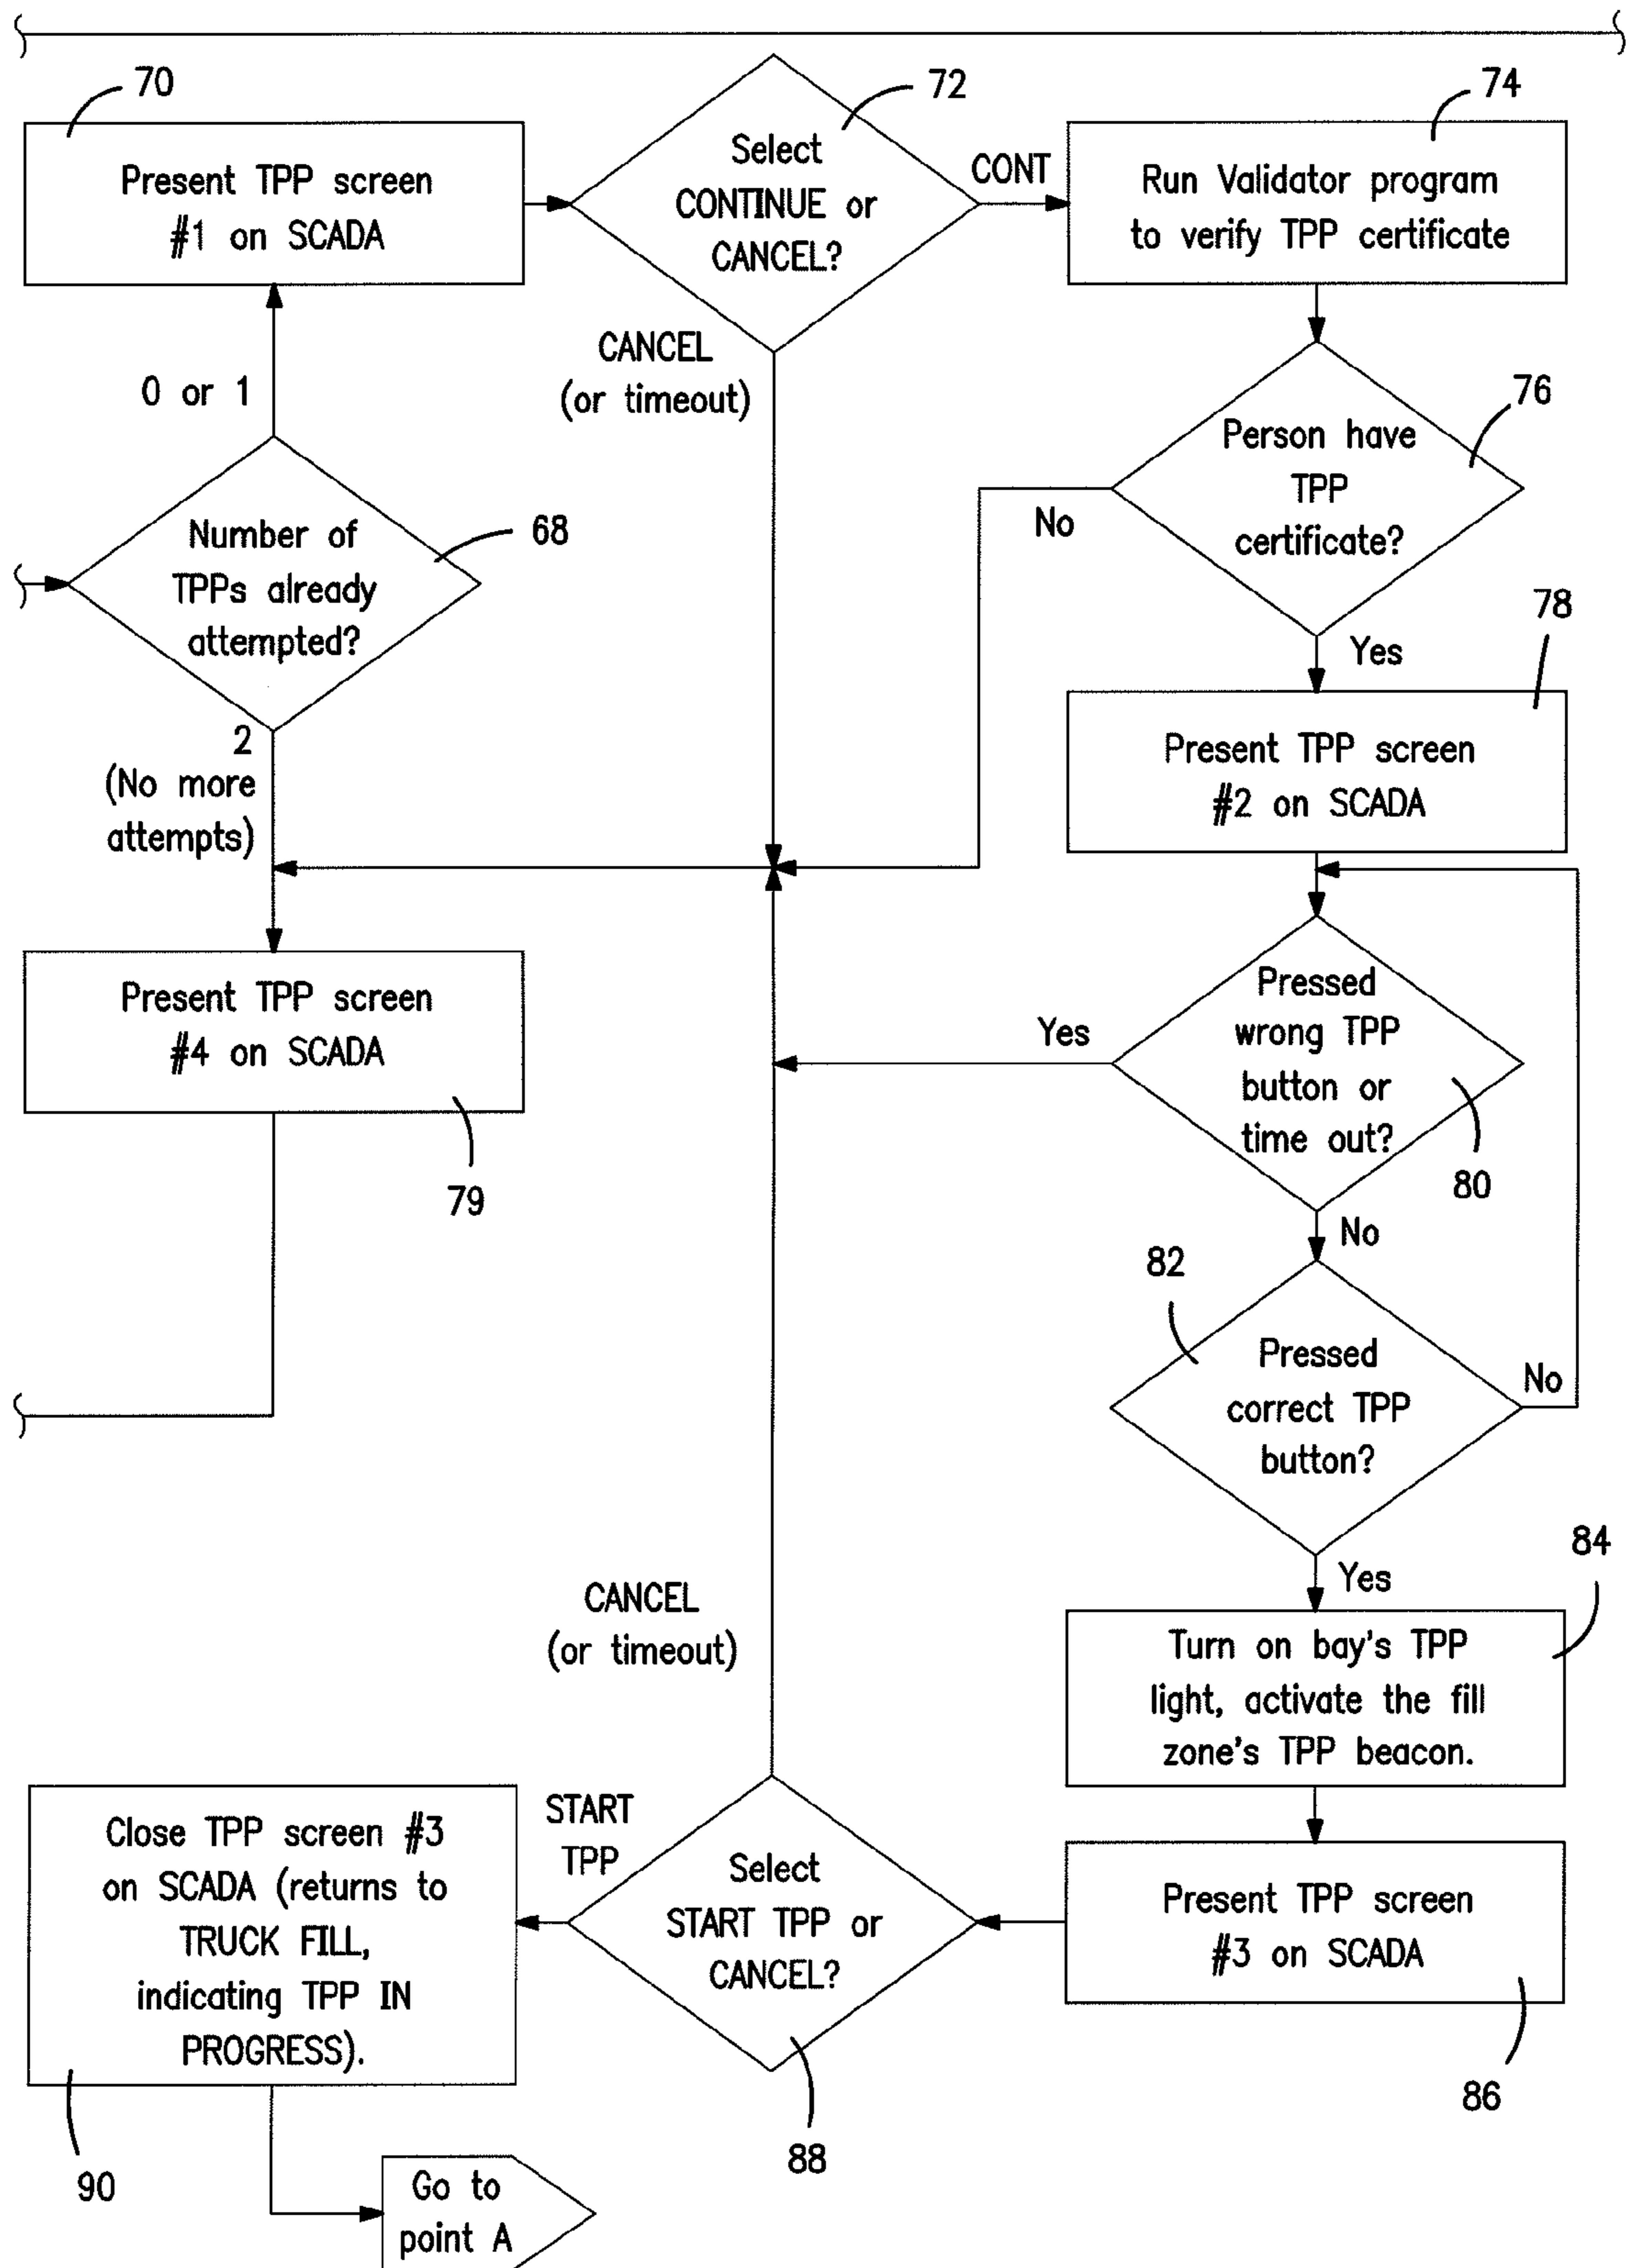 70
Present TPP screen
#1 on SCADA
72
Select
CONTINUE or
CANCEL?
CONT
74
Run Validator program
to verify TPP certificate
CANCEL
(or timeout)
0 or 1
76
Person have
TPP
certificate?
No
Yes
68
Number of
TPPs already
attempted?
2
(No more
attempts)
78
Present TPP screen
#2 on SCADA
Present TPP screen
#4 on SCADA
79
Pressed
wrong TPP
button or
time out?
Yes
80
No
82
Pressed
correct TPP
button?
No
Yes
84
Turn on bay's TPP
light, activate the fill
zone's TPP beacon.
CANCEL
(or timeout)
Present TPP screen
#3 on SCADA
86
Select
START TPP or
CANCEL?
88
START
TPP
Close TPP screen #3
on SCADA (returns to
TRUCK FILL,
indicating TPP IN
PROGRESS).
90
Go to
point A